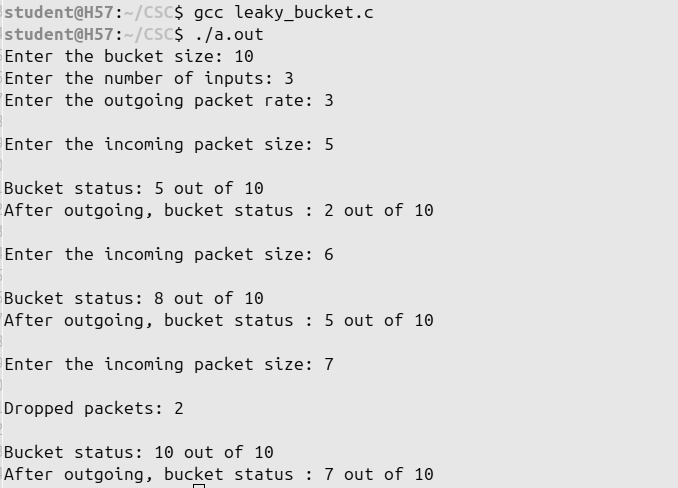 student@H57:~/CSC$ gcc leaky_bucket.c
student@H57:~/CSC$ ./a.out
Enter the bucket size: 10
Enter the number of inputs: 3
Enter the outgoing packet rate: 3
Enter the incoming packet size: 5
Bucket status: 5 out of 10
After outgoing, bucket status : 2 out of 10
Enter the incoming packet size: 6
Bucket status: 8 out of 10
After outgoing, bucket status : 5 out of 10
Enter the incoming packet size: 7
Dropped packets: 2
Bucket status: 10 out of 10
After outgoing, bucket status : 7 out of 10